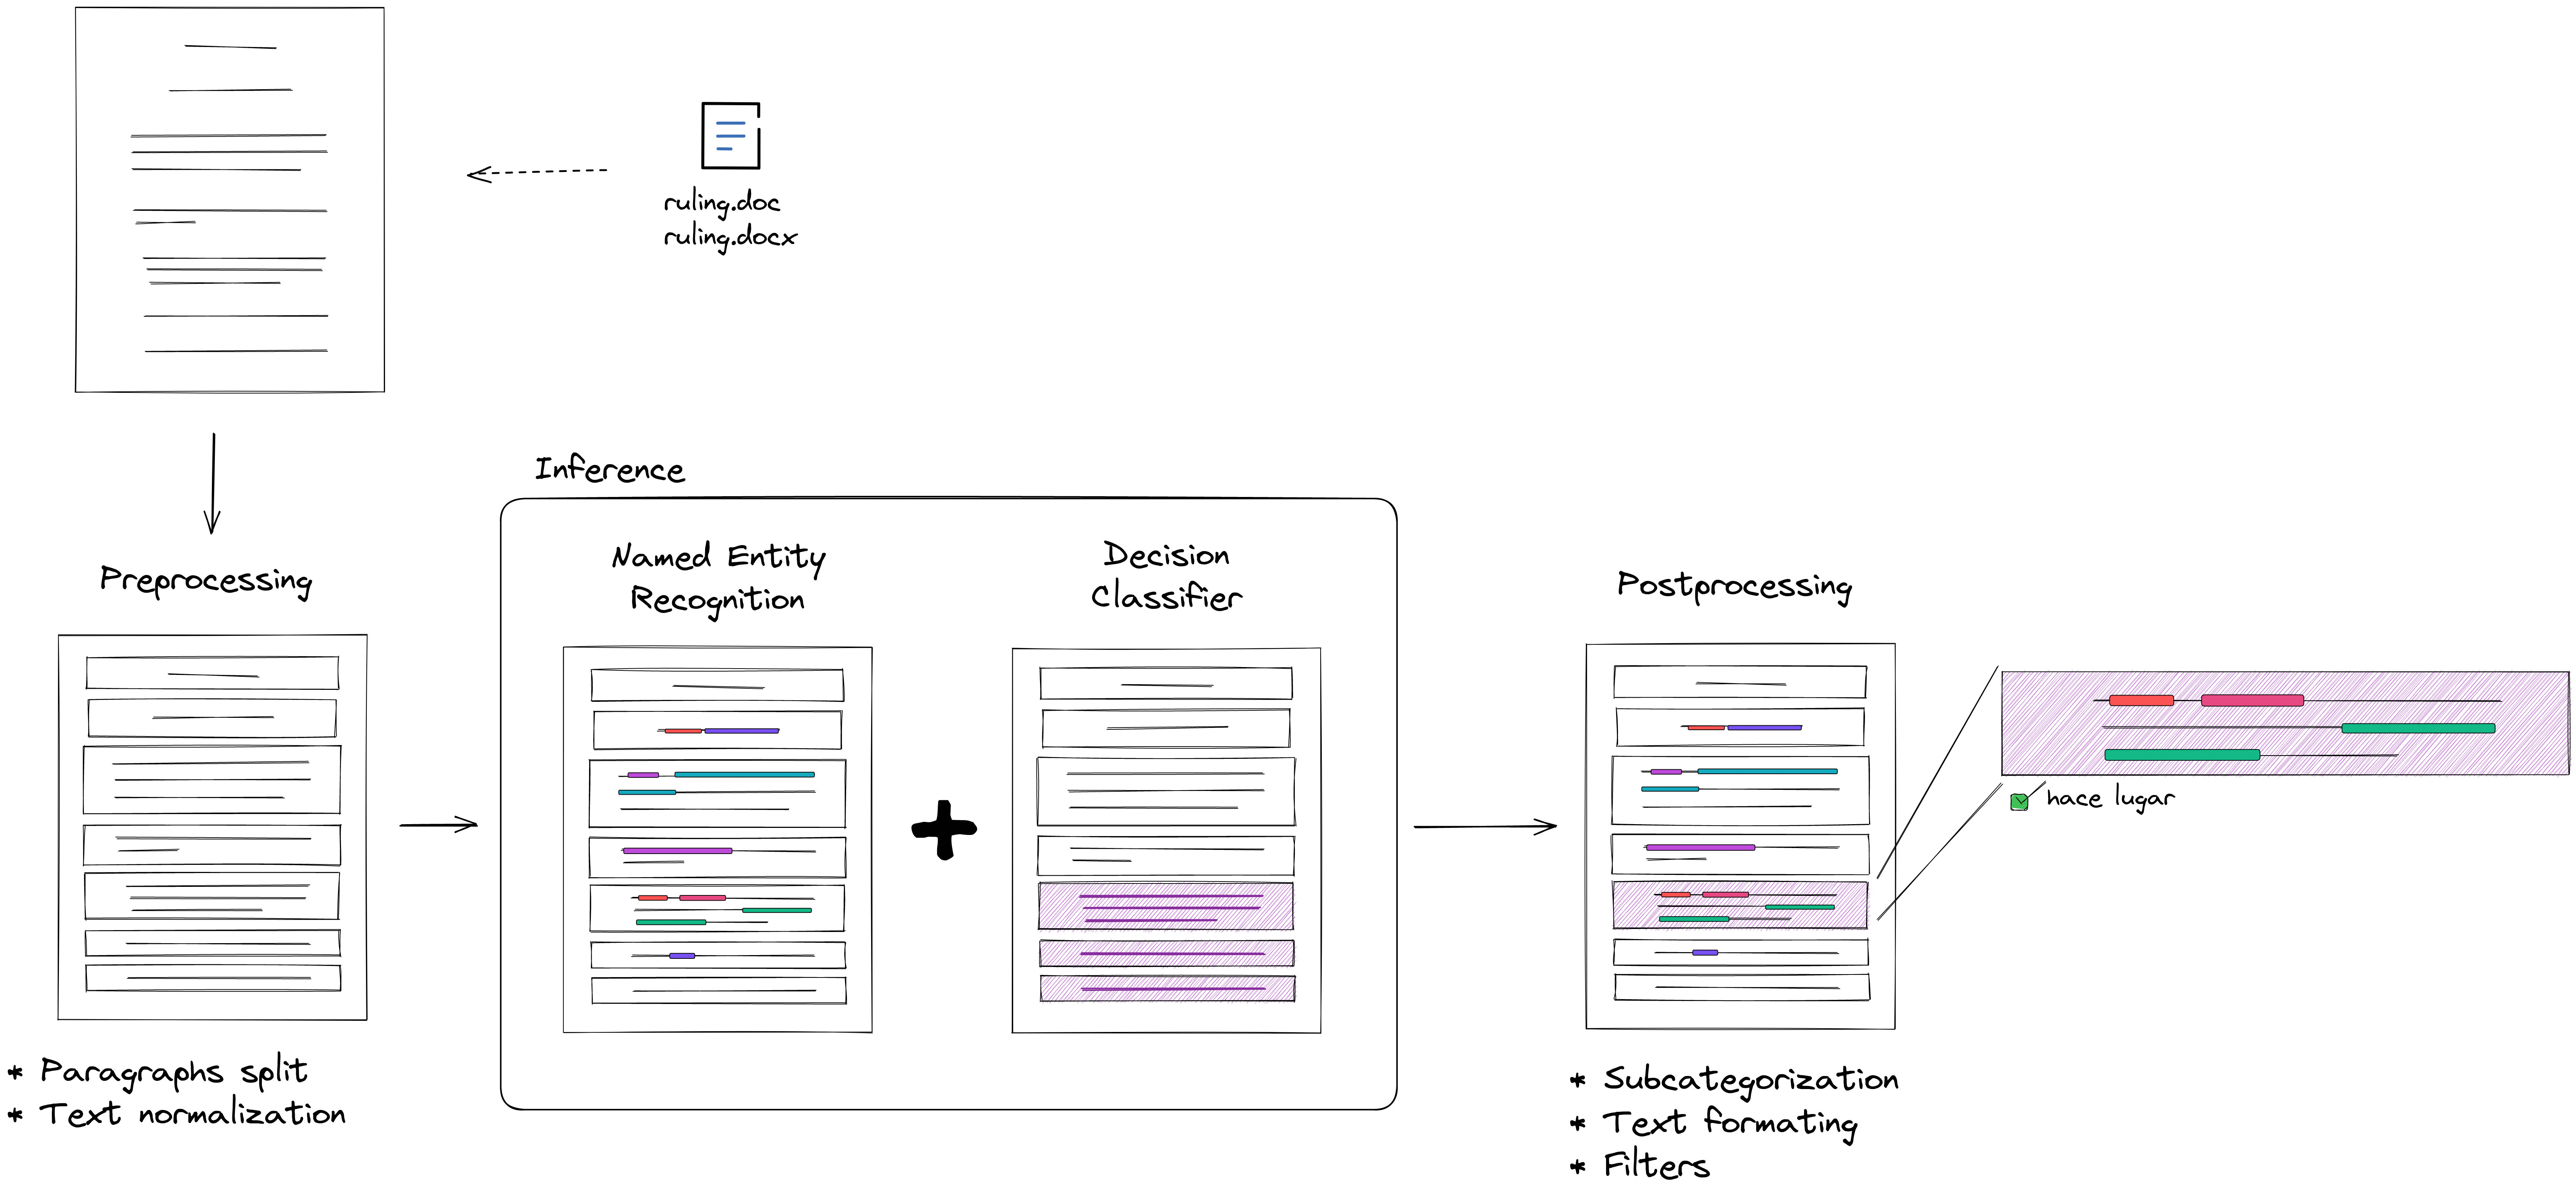 ruling.doc
ruling.docx
Inference
Named Entity
Recognition
Decision
Classifier
Preprocessing
Postprocessing
hace lugar
* Paragraphs split
* Text normalization
* Subcategorization
* Text formating
* Filters